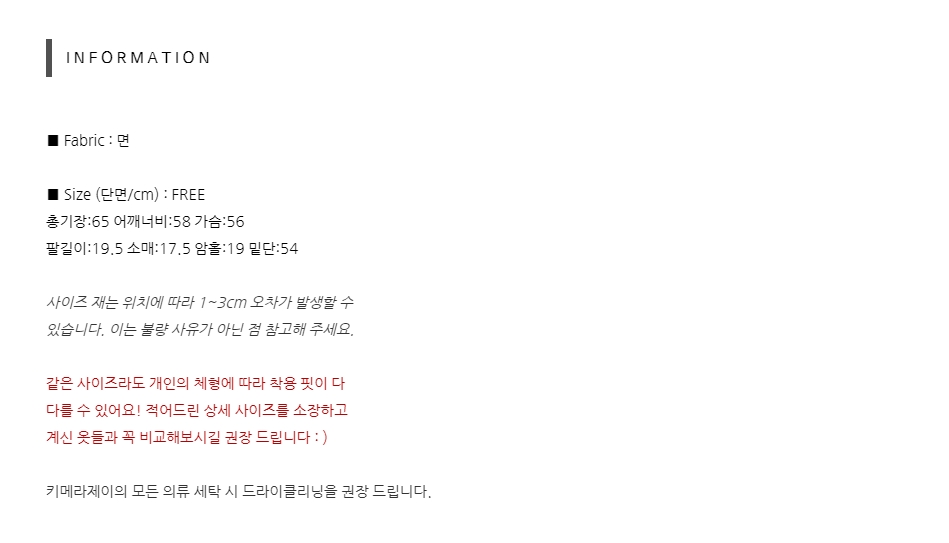 INFORMATION
■ Fabric : 면
■ Size (단면/cm) : FREE
총기장:65 어깨너비:58 가슴:56
팔길이:19.5 소매:17.5 암홀:19 밑단:54
사이즈 재는 위치에 따라 1~3cm 오차가 발생할 수
있습니다. 이는 불량 사유가 아닌 점 참고해 주세요.
같은 사이즈라도 개인의 체형에 따라 착용 핏이 다
다를 수 있어요! 적어드린 상세 사이즈를 소장하고
계신 옷들과 꼭 비교해보시길 권장 드립니다 : )
키메라제이의 모든 의류 세탁 시 드라이클리닝을 권장 드립니다.